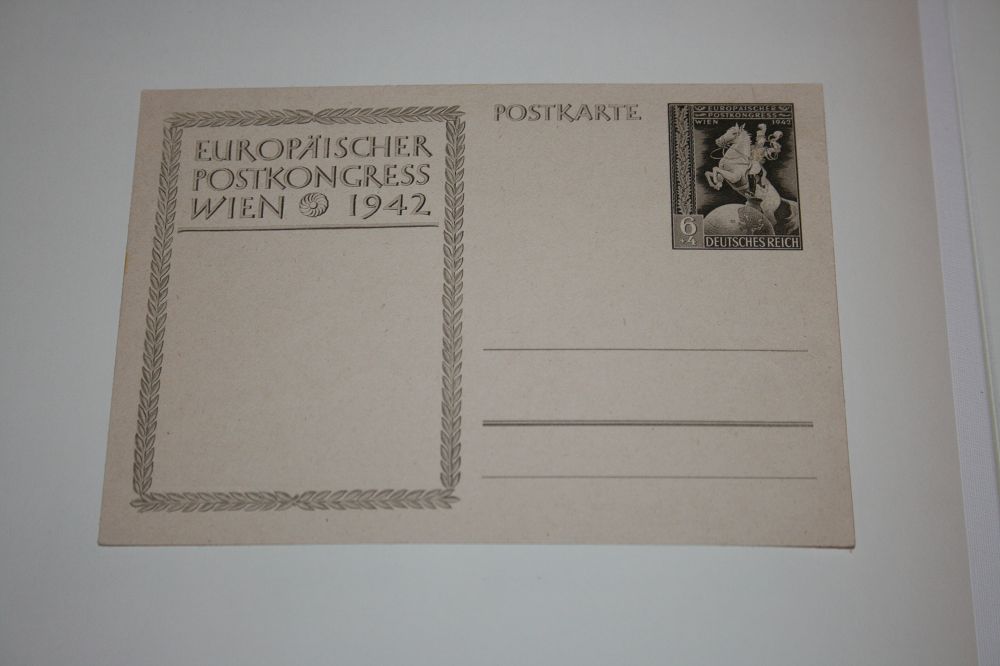 EUROPÄISCHER
POSTKONGRESS
WIEN 1942
POSTKARTE
EUROPÄISCHER
POSTKONGRESS
WIEN 1942
6
+4
DEUTSCHES REICH